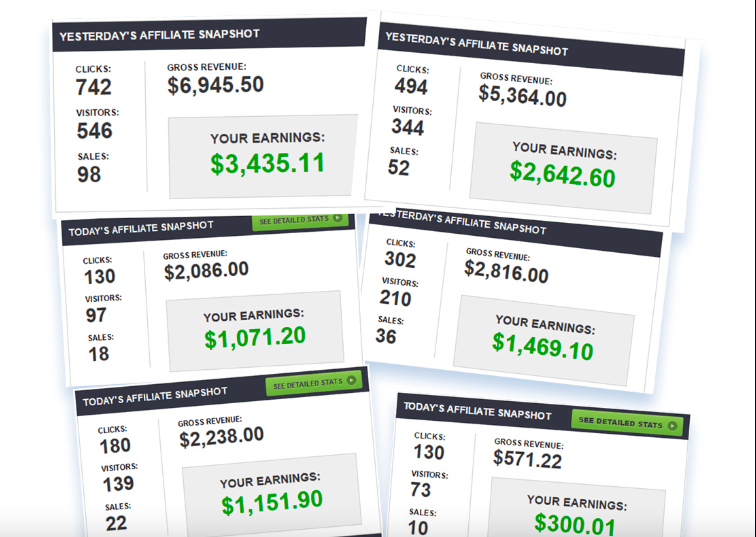 YESTERDAY'S AFFILIATE SNAPSHOT
CLICKS:
742
VISITORS:
546
SALES:
98
GROSS REVENUE:
$6,945.50
YOUR EARNINGS:
$3,435.11
YESTERDAY'S AFFILIATE SNAPSHOT
CLICKS:
494
VISITORS:
344
SALES:
52
GROSS REVENUE:
$5,364.00
YOUR EARNINGS:
$2,642.60
TODAY'S AFFILIATE SNAPSHOT
SEE DETAILED STATS
CLICKS:
130
VISITORS:
97
SALES:
18
GROSS REVENUE:
$2,086.00
YOUR EARNINGS:
$1,071.20
YESTERDAY'S AFFILIATE SNAPSHOT
CLICKS:
302
VISITORS:
210
SALES:
36
GROSS REVENUE:
$2,816.00
YOUR EARNINGS:
$1,469.10
TODAY'S AFFILIATE SNAPSHOT
SEE DETAILED STATS
CLICKS:
180
VISITORS:
139
SALES:
22
GROSS REVENUE:
$2,238.00
YOUR EARNINGS:
$1,151.90
TODAY'S AFFILIATE SNAPSHOT
SEE DETAILED STATS
CLICKS:
130
VISITORS:
73
SALES:
10
GROSS REVENUE:
$571.22
YOUR EARNINGS:
$300.01